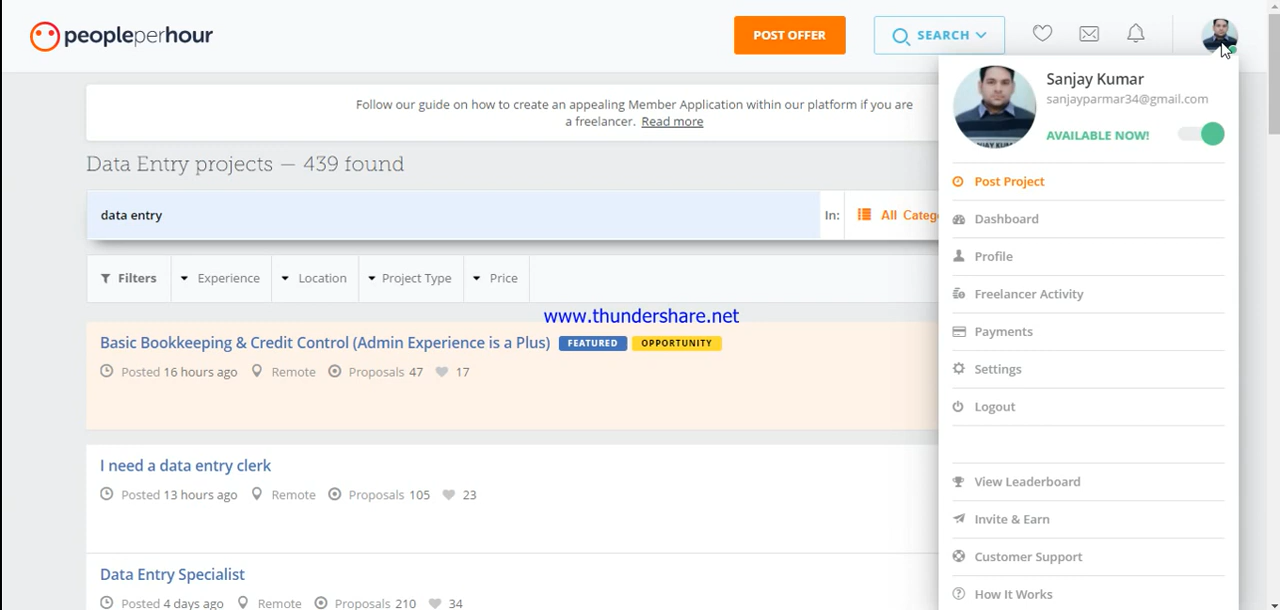 peopleperhour
POST OFFER
SEARCH
Follow our guide on how to create an appealing Member Application within our platform if you are
a freelancer. Read more
Data Entry projects — 439 found
data entry
In:
All Categ
Filters
Experience
Location
Project Type
Price
www.thundershare.net
Basic Bookkeeping & Credit Control (Admin Experience is a Plus) FEATURED OPPORTUNITY
Posted 16 hours ago Remote Proposals 47 17
I need a data entry clerk
Posted 13 hours ago Remote Proposals 105 23
Data Entry Specialist
Posted 4 days ago Remote Proposals 210 34
Sanjay Kumar
sanjayparmar34@gmail.com
AVAILABLE NOW!
Post Project
Dashboard
Profile
Freelancer Activity
Payments
Settings
Logout
View Leaderboard
Invite & Earn
Customer Support
How It Works